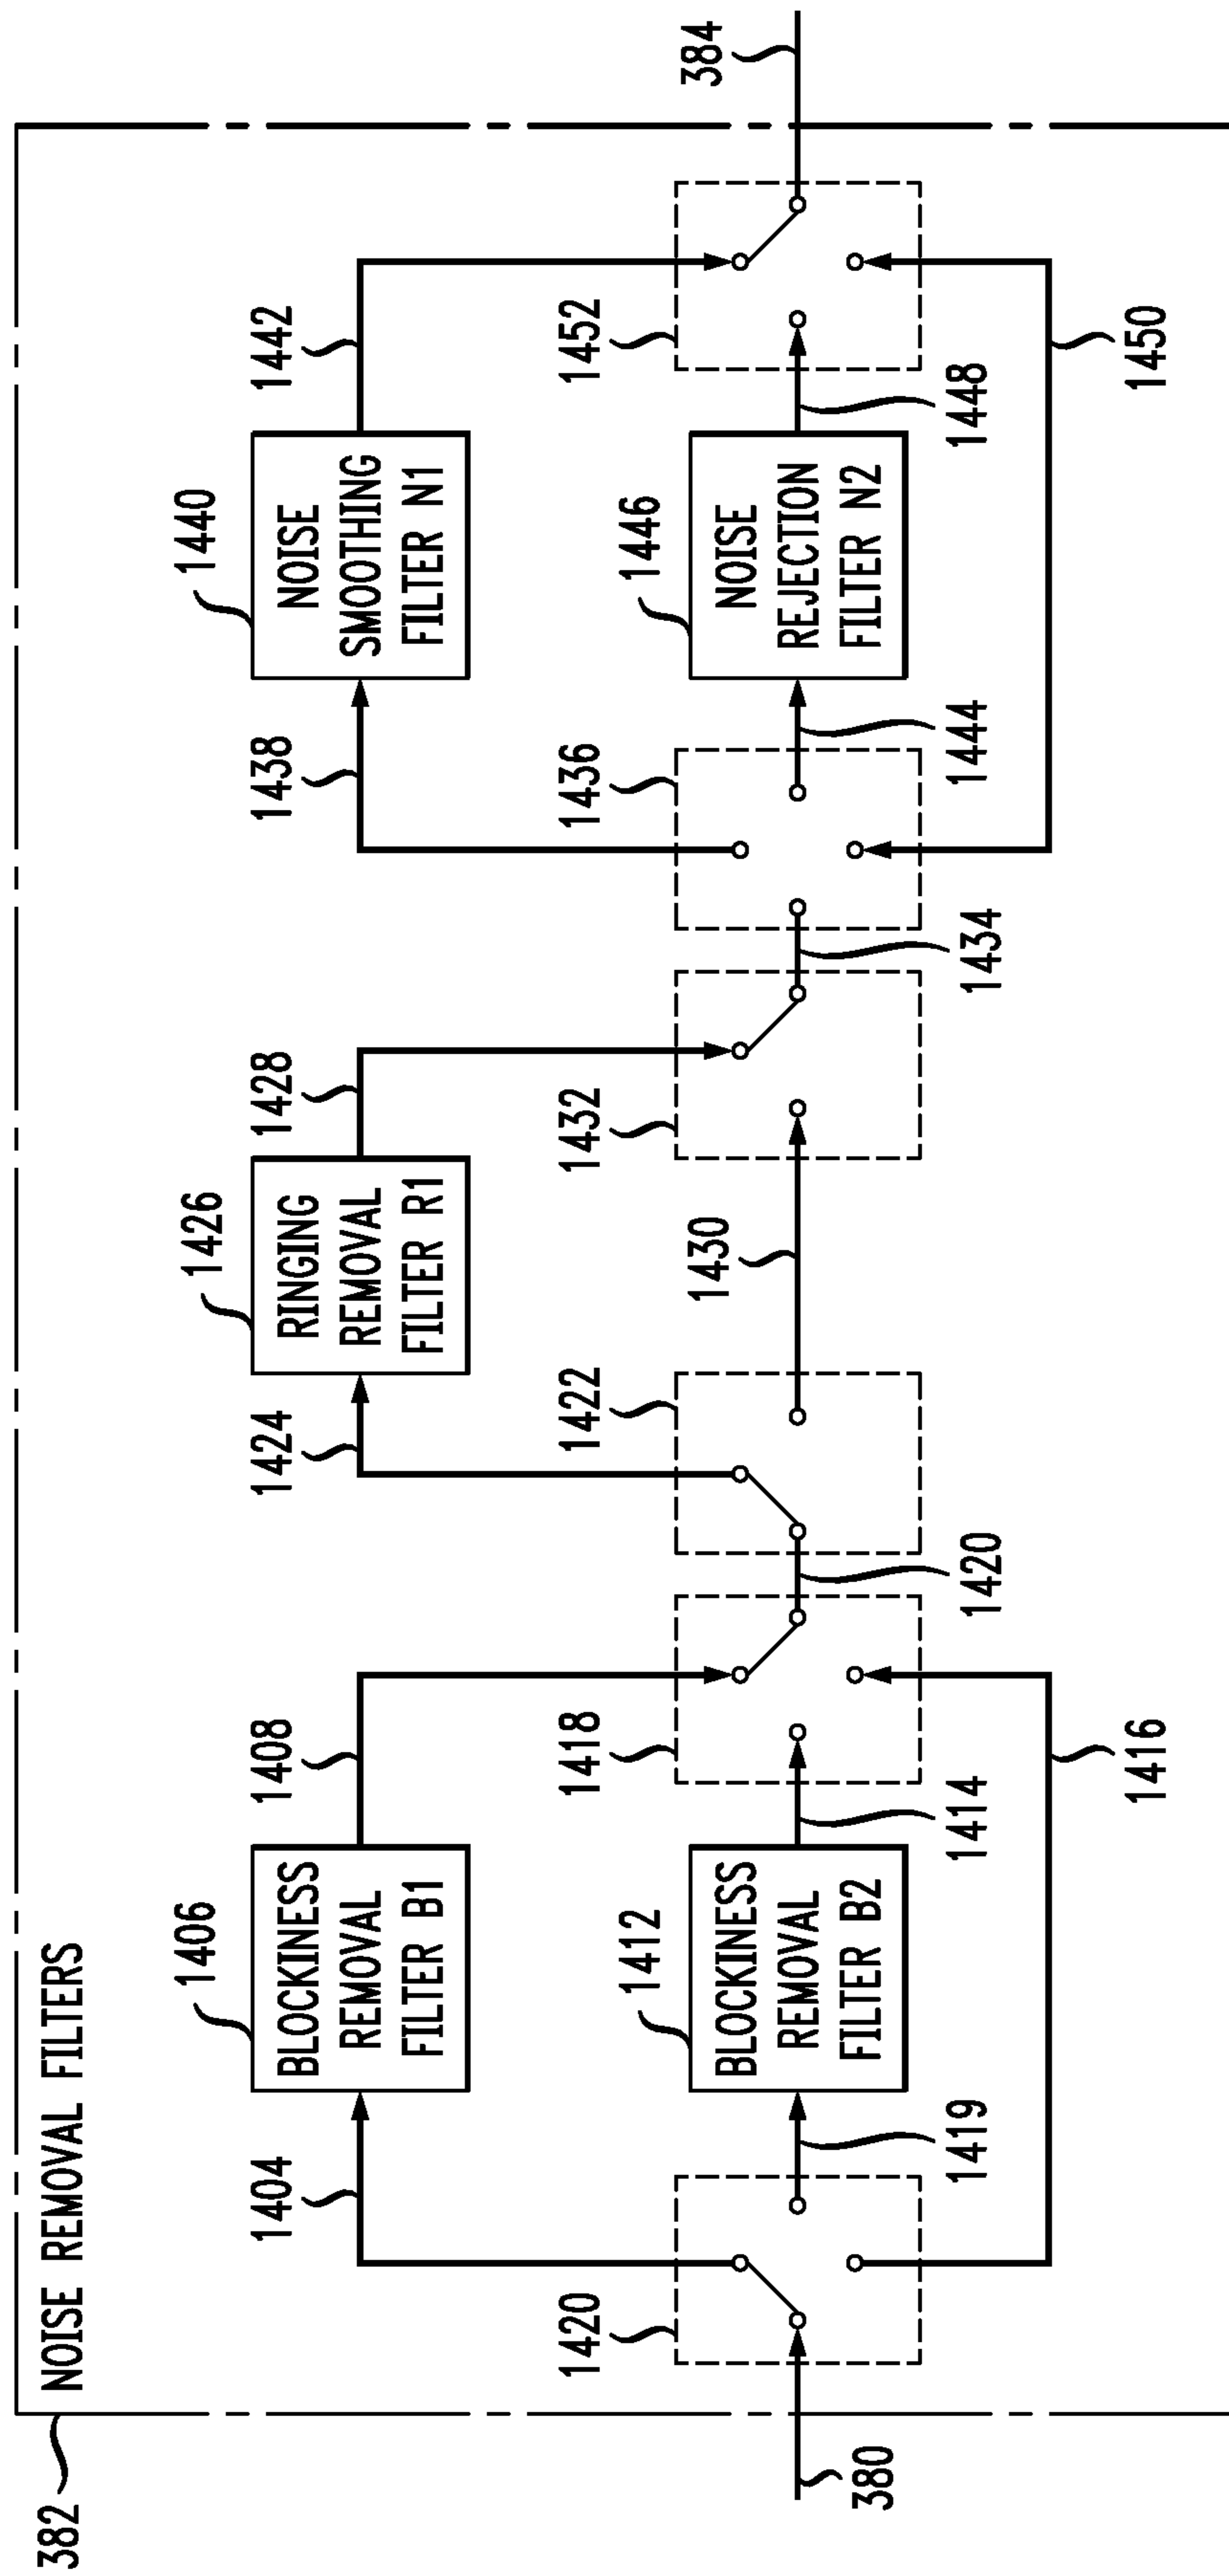 382
NOISE REMOVAL FILTERS
380
1420
1404
1406
BLOCKINESS
REMOVAL
FILTER B1
1408
1419
1412
BLOCKINESS
REMOVAL
FILTER B2
1414
1416
1418
1420
1422
1424
1426
RINGING
REMOVAL
FILTER R1
1428
1430
1432
1434
1436
1438
1440
NOISE
SMOOTHING
FILTER N1
1442
1444
1446
NOISE
REJECTION
FILTER N2
1448
1450
1452
384